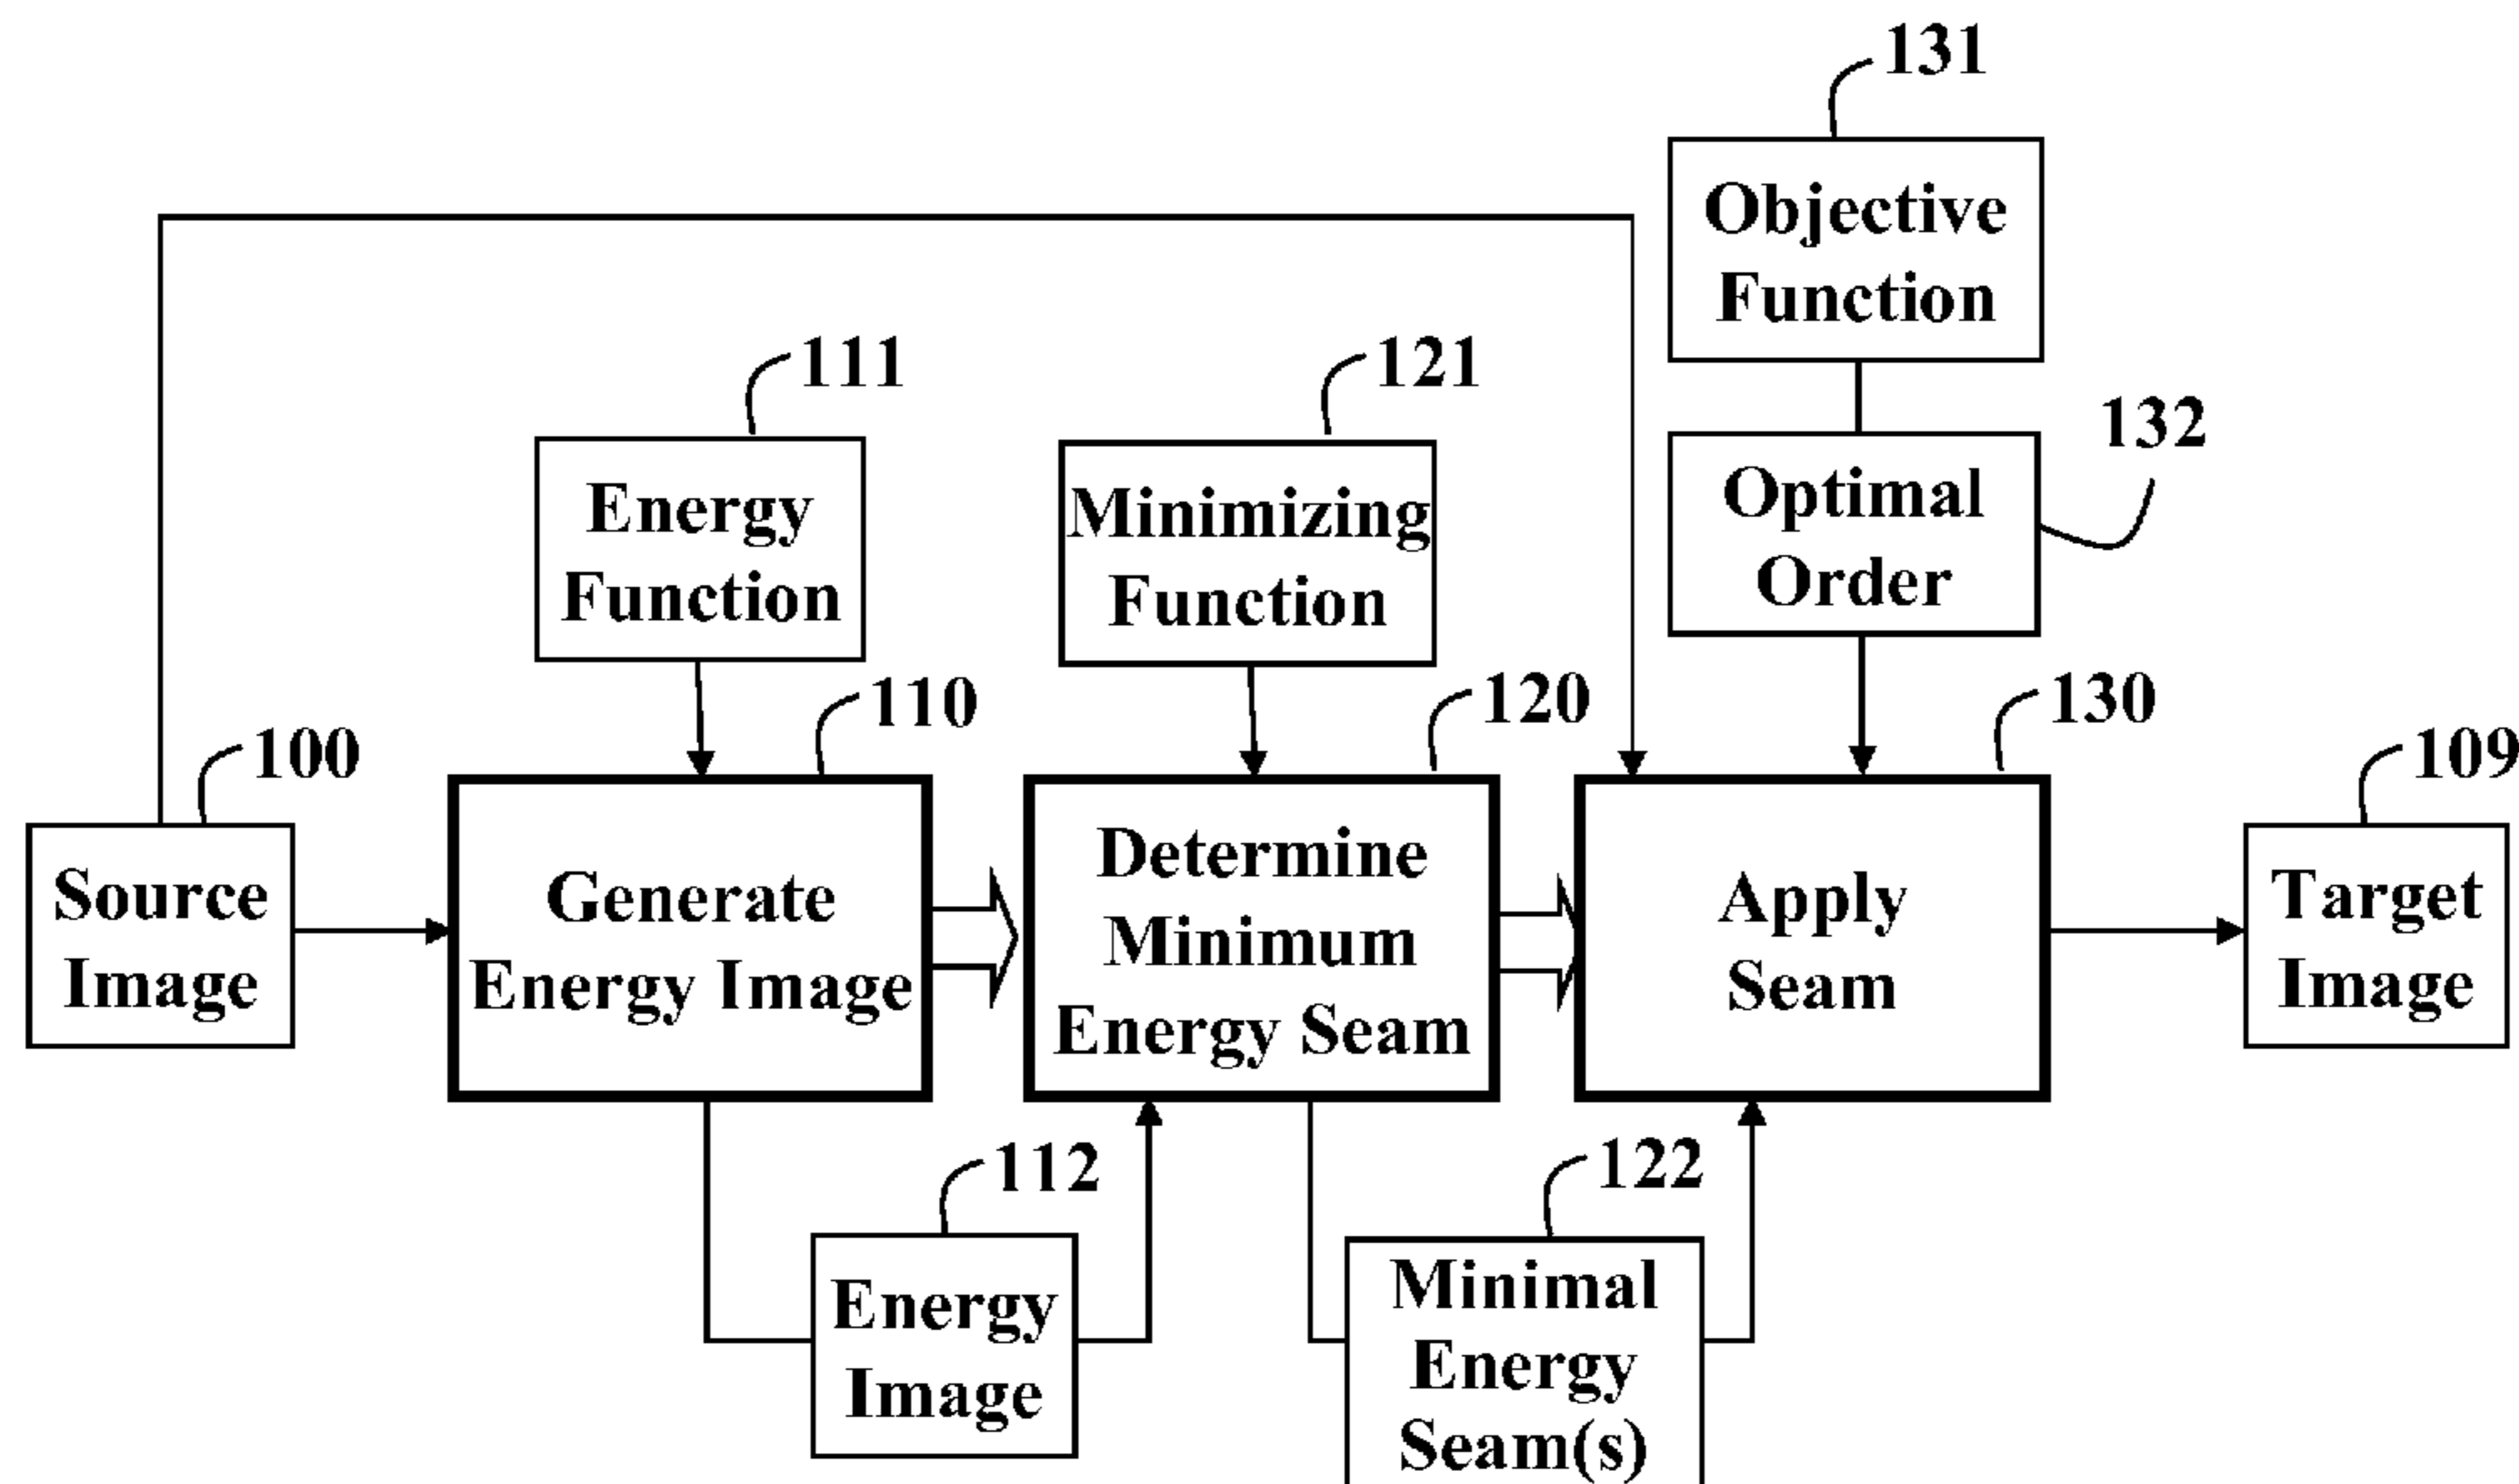 131
Objective
Function
111
121
132
Energy
Function
Minimizing
Function
Optimal
Order
110
120
130
100
109
Source
Image
Generate
Energy Image
Determine
Minimum
Energy Seam
Apply
Seam
Target
Image
112
122
Energy
Image
Minimal
Energy
Seam(s)